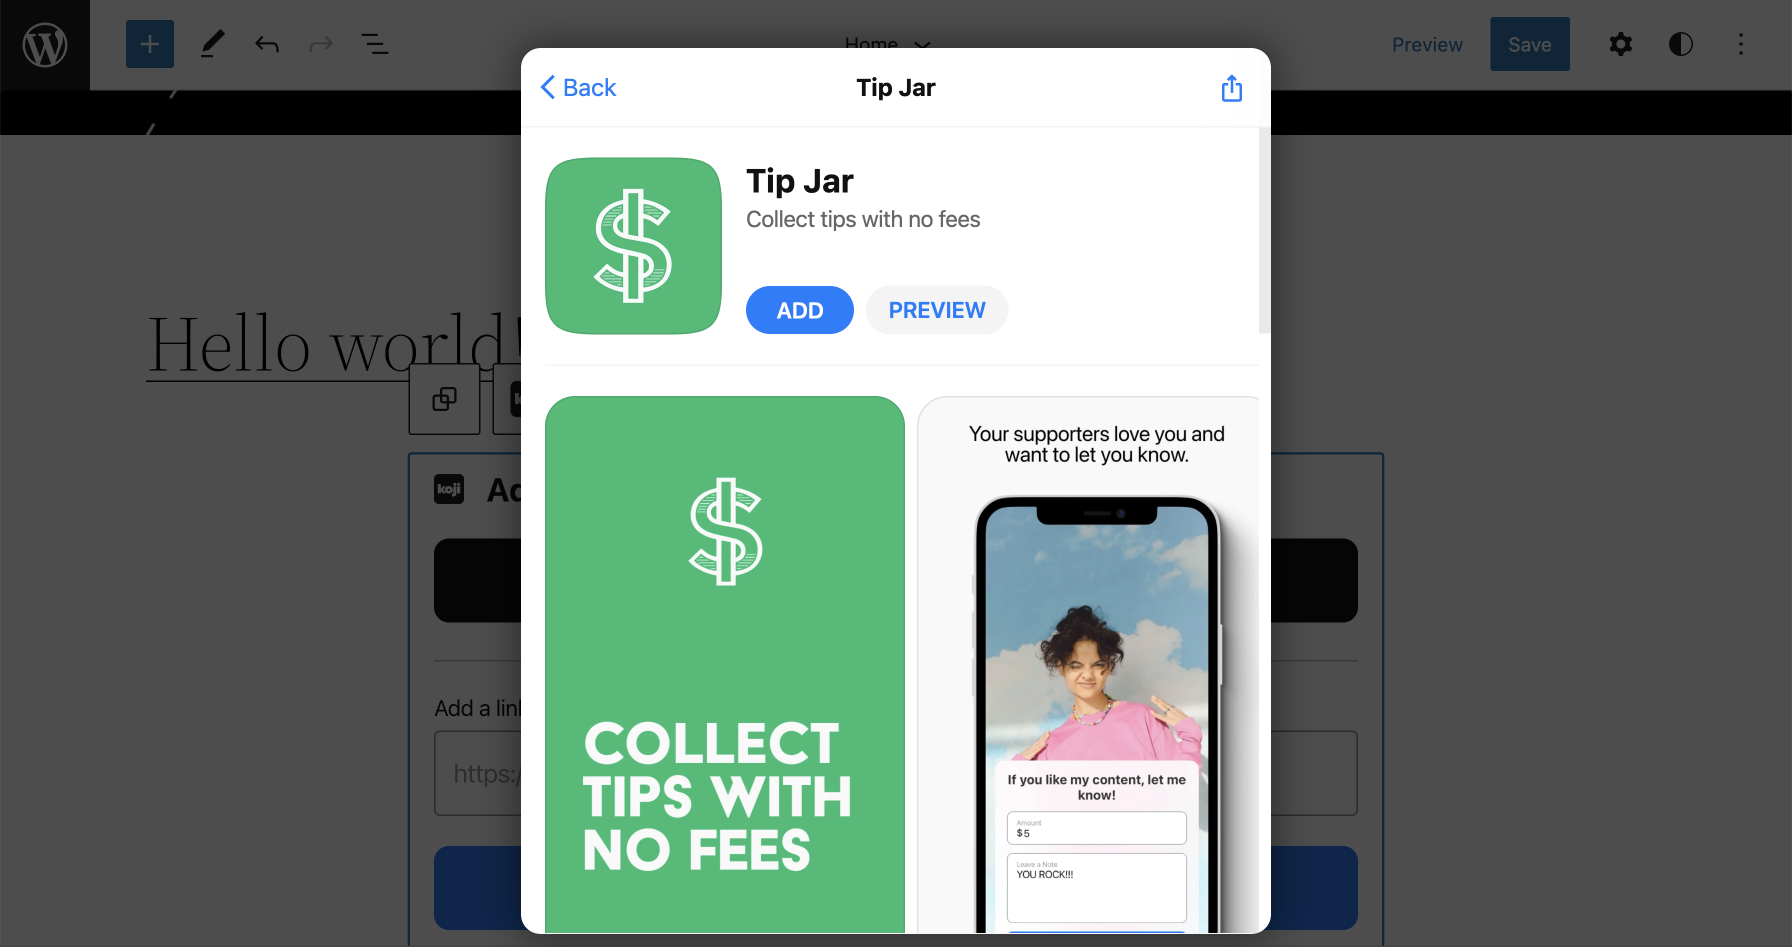 Home
Preview
Save
Back
Tip Jar
Tip Jar
Collect tips with no fees
ADD
PREVIEW
Hello world!
koji
Your supporters love you and
want to let you know.
COLLECT
TIPS WITH
NO FEES
Add a link
https:/
If you like my content, let me
know!
Amount
$5
Leave a Note
YOU ROCK!!!